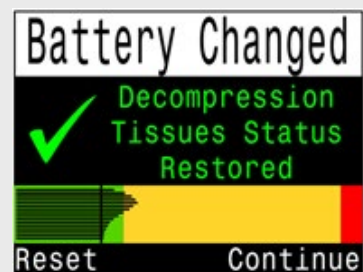 Battery Changed
Decompression
Tissues Status
Restored
Reset Continue